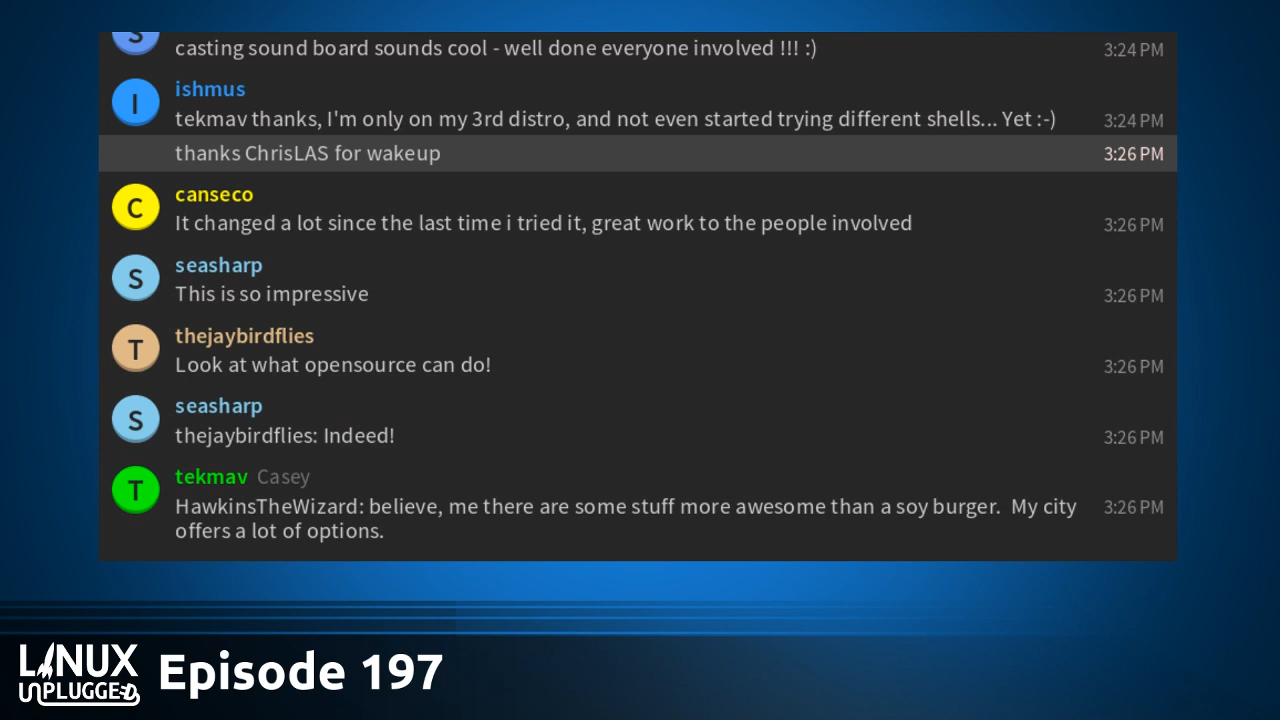 S
casting sound board sounds cool - well done everyone involved !!! :)
3:24 PM
I
ishmus
tekmav thanks, I'm only on my 3rd distro, and not even started trying different shells... Yet :-)
3:24 PM
thanks ChrisLAS for wakeup
3:26 PM
C
canseco
It changed a lot since the last time i tried it, great work to the people involved
3:26 PM
S
seasharp
This is so impressive
3:26 PM
T
thejaybirdflies
Look at what opensource can do!
3:26 PM
S
seasharp
thejaybirdflies: Indeed!
3:26 PM
T
tekmav Casey
HawkinsTheWizard: believe, me there are some stuff more awesome than a soy burger.  My city
3:26 PM
offers a lot of options.
LINUX
UNPLUGGED
Episode 197